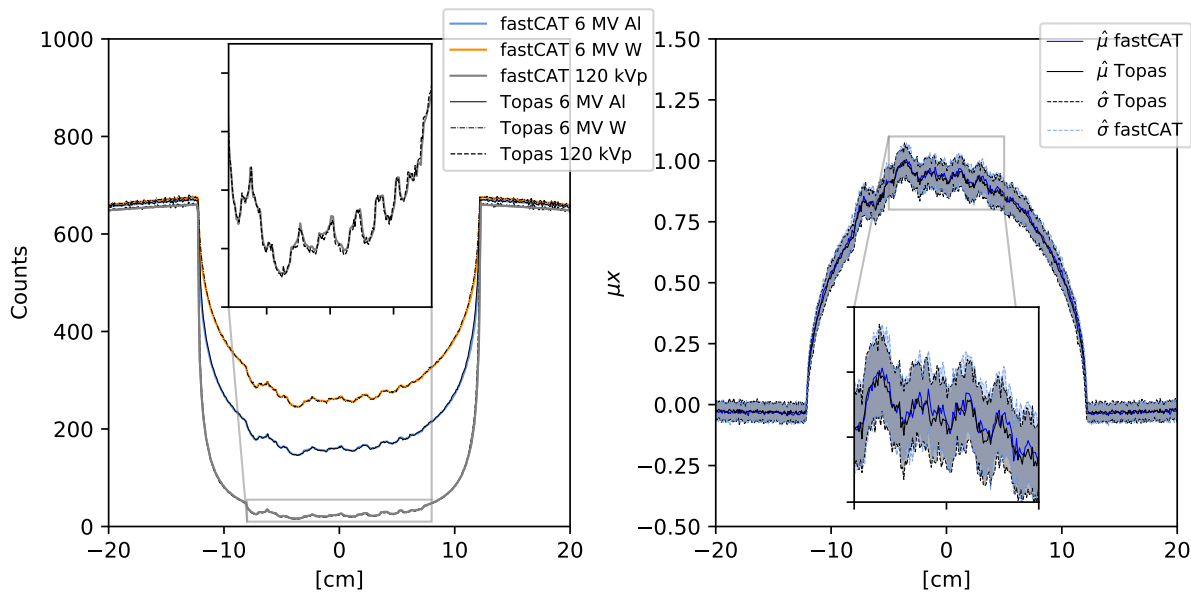 fastCAT 6 MV Al
fastCAT 6 MV W
fastCAT 120 kVp
Topas 6 MV Al
Topas 6 MV W
Topas 120 kVp
1000
800
600
400
200
0
Counts
−20
−10
0
10
20
[cm]
μ̂ fastCAT
μ̂ Topas
σ̂ Topas
σ̂ fastCAT
1.50
1.25
1.00
0.75
0.50
0.25
0.00
−0.25
−0.50
μx
−20
−10
0
10
20
[cm]